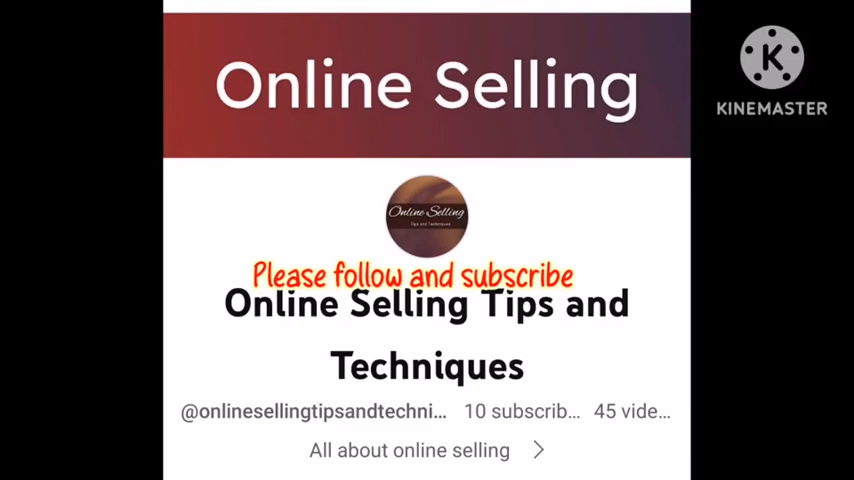 Online Selling
KINEMASTER
Online Selling
Tips and Techniques
Please follow and subscribe
Online Selling Tips and
Techniques
@onlinesellingtipsandtechni... 10 subscrib... 45 vide...
All about online selling